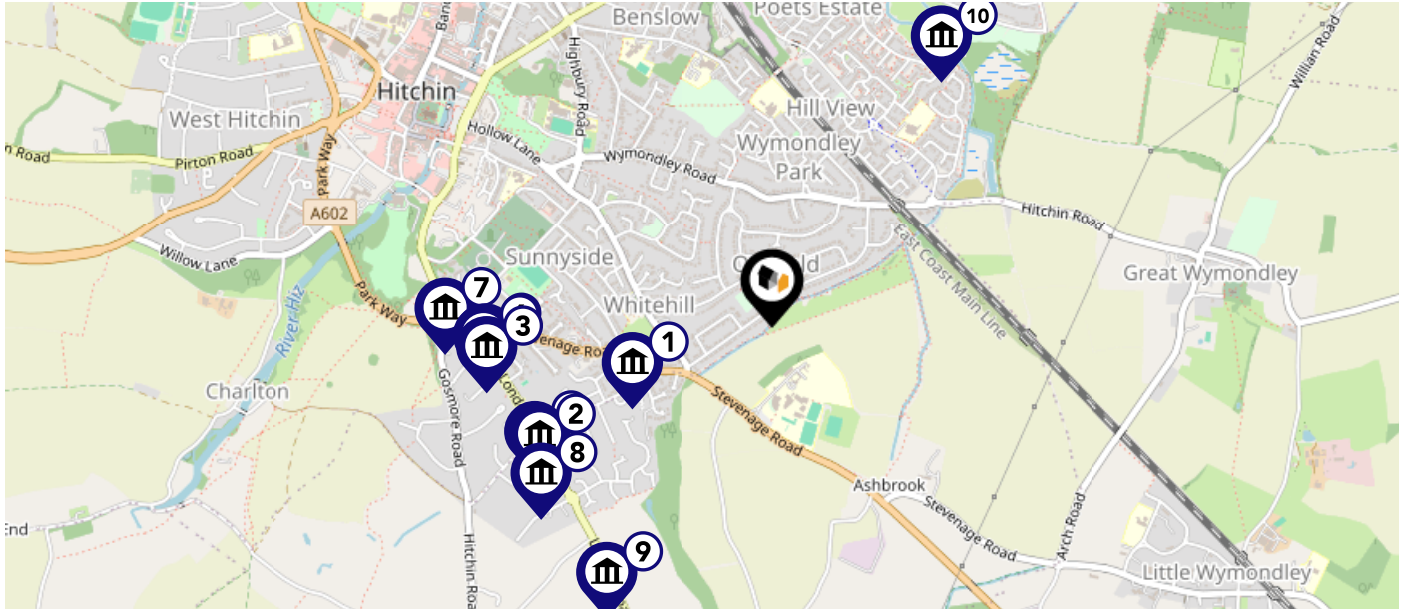 Benslow
Poets Estate
10
Willian Road
Highbury Road
Hitchin
Hill View
West Hitchin
Hollow Lane
Wymondley
Park
Wymondley Road
Pirton Road
Road
Park Way
A602
Hitchin Road
Willow Lane
Sunnyside
East Coast Main Line
Great Wymondley
River Hiz
Park Way
7
Whitehill
3
1
Charlton
Gosmore Road
Stevenage Road
2
8
Ashbrook
Stevenage Road
Arch Road
End
Hitchin Roa
9
Little Wymondley